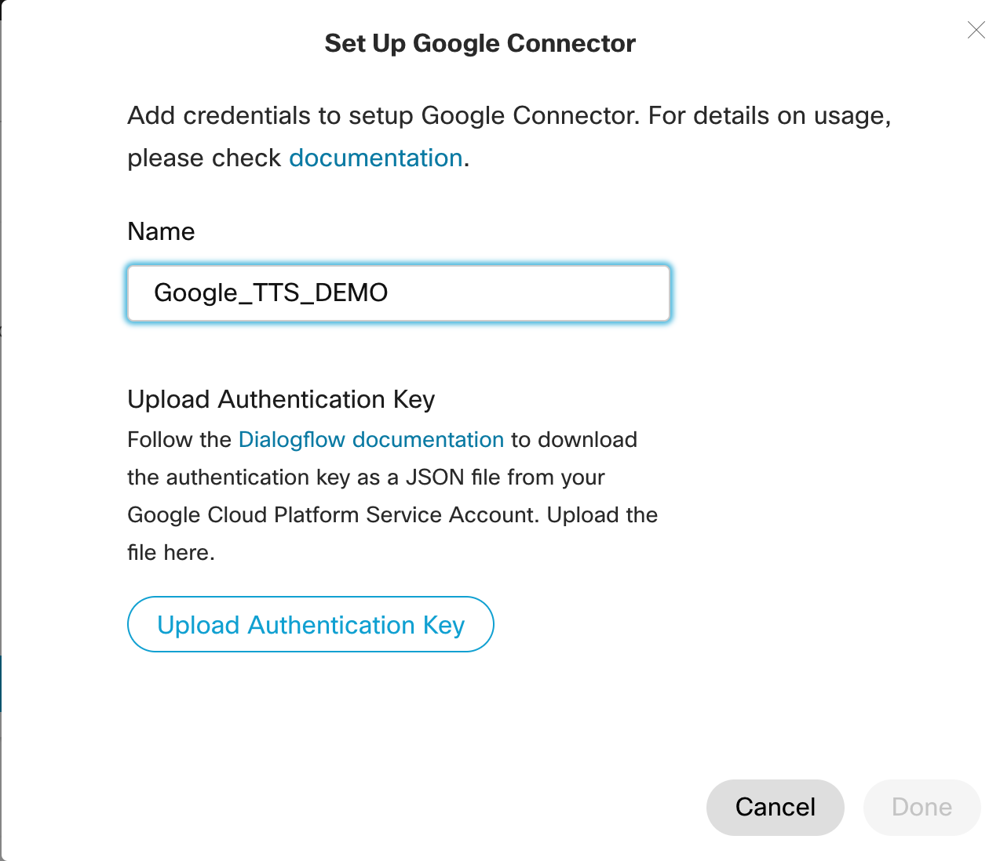 Set Up Google Connector
Add credentials to setup Google Connector. For details on usage,
please check documentation.
Name
Google_TTS_DEMO
Upload Authentication Key
Follow the Dialogflow documentation to download
the authentication key as a JSON file from your
Google Cloud Platform Service Account. Upload the
file here.
Upload Authentication Key
Cancel
Done